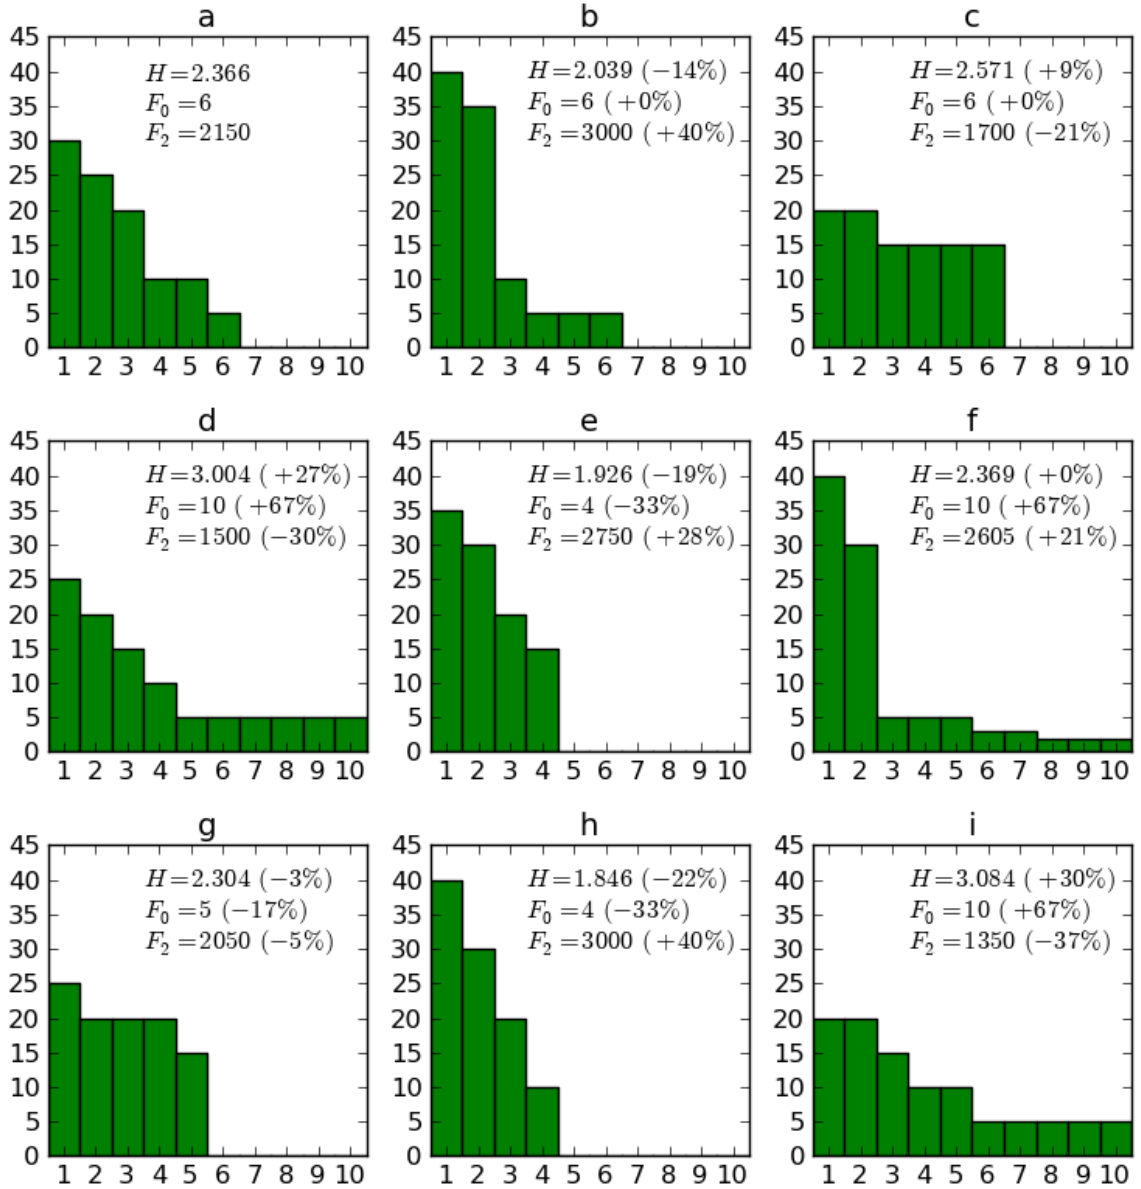 a
H=2.366
F₀=6
F₂=2150
45
40
35
30
25
20
15
10
5
0
1 2 3 4 5 6 7 8 9 10
b
H=2.039 (−14%)
F₀=6 (+0%)
F₂=3000 (+40%)
45
40
35
30
25
20
15
10
5
0
1 2 3 4 5 6 7 8 9 10
c
H=2.571 (+9%)
F₀=6 (+0%)
F₂=1700 (−21%)
45
40
35
30
25
20
15
10
5
0
1 2 3 4 5 6 7 8 9 10
d
H=3.004 (+27%)
F₀=10 (+67%)
F₂=1500 (−30%)
45
40
35
30
25
20
15
10
5
0
1 2 3 4 5 6 7 8 9 10
e
H=1.926 (−19%)
F₀=4 (−33%)
F₂=2750 (+28%)
45
40
35
30
25
20
15
10
5
0
1 2 3 4 5 6 7 8 9 10
f
H=2.369 (+0%)
F₀=10 (+67%)
F₂=2605 (+21%)
45
40
35
30
25
20
15
10
5
0
1 2 3 4 5 6 7 8 9 10
g
H=2.304 (−3%)
F₀=5 (−17%)
F₂=2050 (−5%)
45
40
35
30
25
20
15
10
5
0
1 2 3 4 5 6 7 8 9 10
h
H=1.846 (−22%)
F₀=4 (−33%)
F₂=3000 (+40%)
45
40
35
30
25
20
15
10
5
0
1 2 3 4 5 6 7 8 9 10
i
H=3.084 (+30%)
F₀=10 (+67%)
F₂=1350 (−37%)
45
40
35
30
25
20
15
10
5
0
1 2 3 4 5 6 7 8 9 10